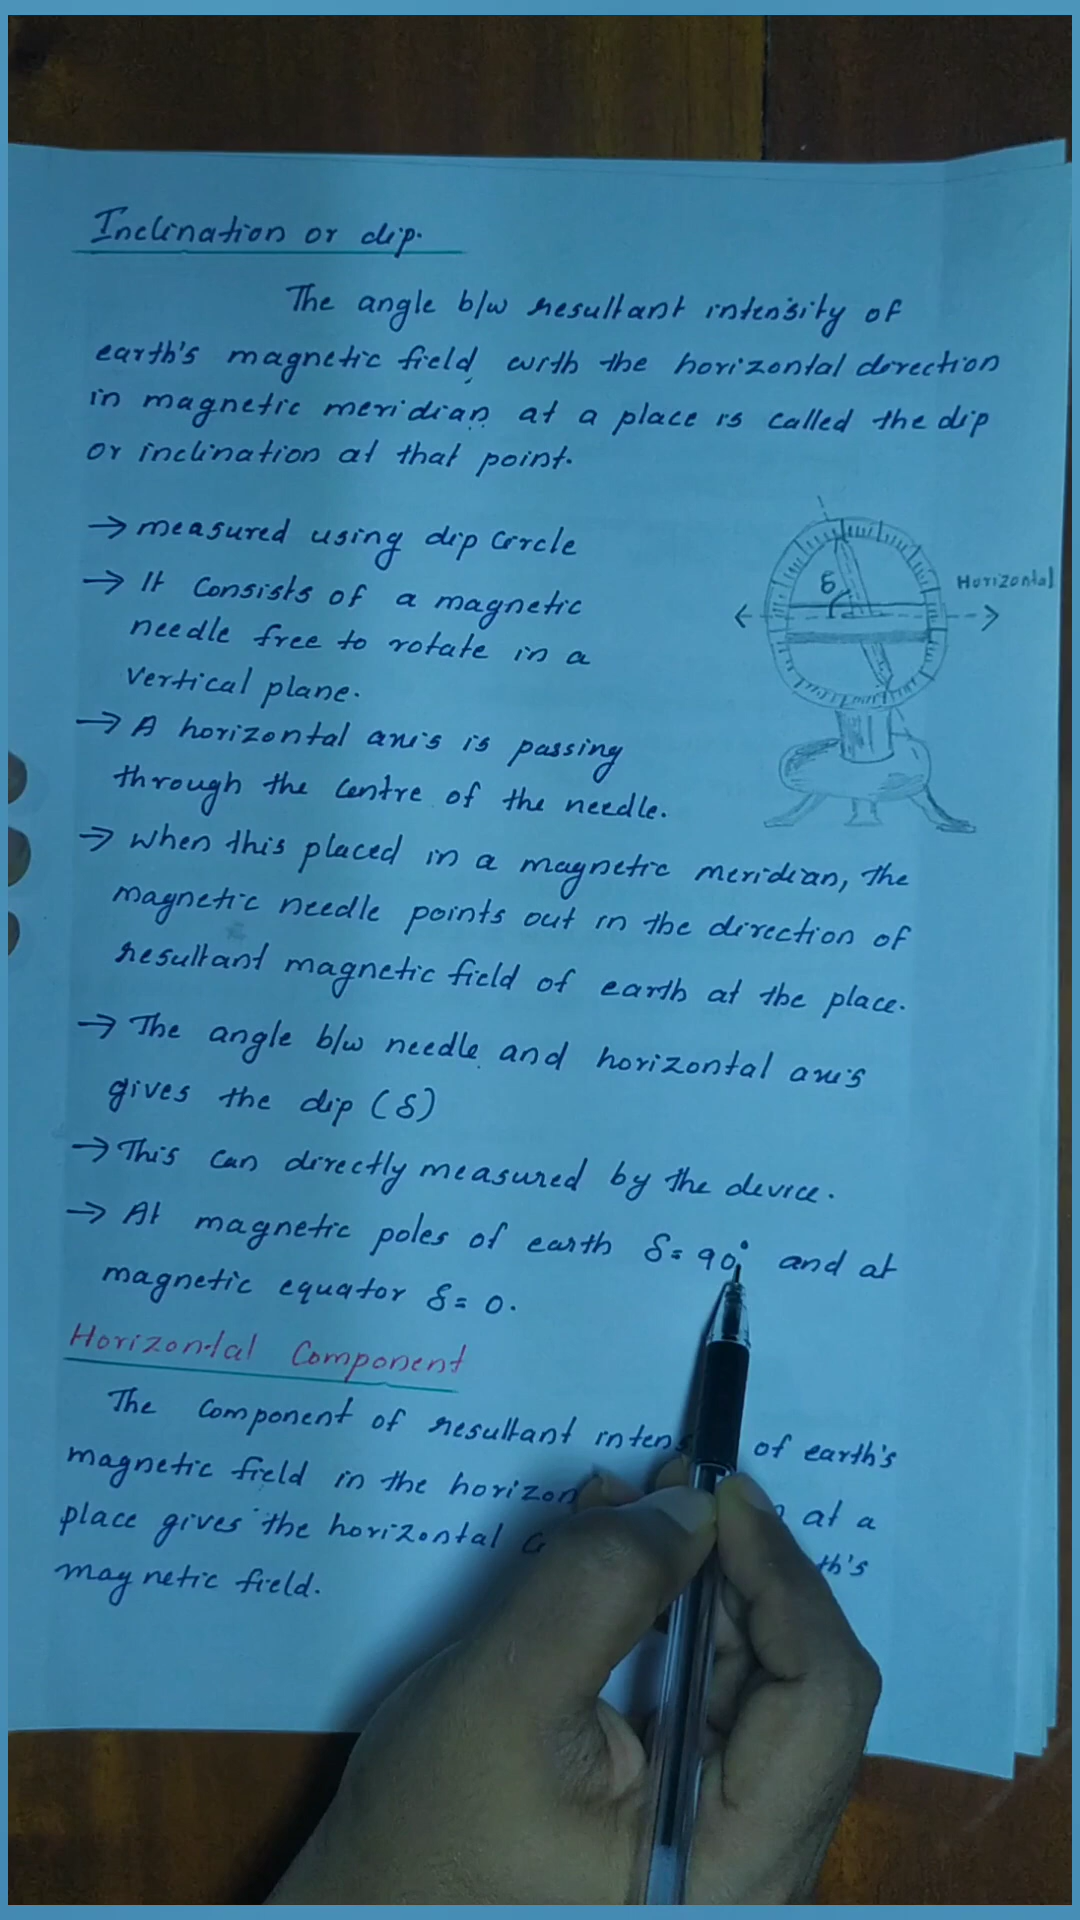 Inclination or dip.
The angle b/w resultant intensity of
earth's magnetic field with the horizontal direction
in magnetic meridian at a place is called the dip
or inclination at that point.
→ measured using dip circle
→ It consists of a magnetic
needle free to rotate in a
vertical plane.
→ A horizontal axis is passing
through the centre of the needle.
δ
Horizontal
→ when this placed in a magnetic meridian, the
magnetic needle points out in the direction of
resultant magnetic field of earth at the place.
→ The angle b/w needle and horizontal axis
gives the dip (δ)
→ This can directly measured by the device.
→ At magnetic poles of earth δ = 90° and at
magnetic equator δ = 0.
Horizontal Component
The component of resultant of earth's
magnetic field in the at a
place gives the horizontal
magnetic field.